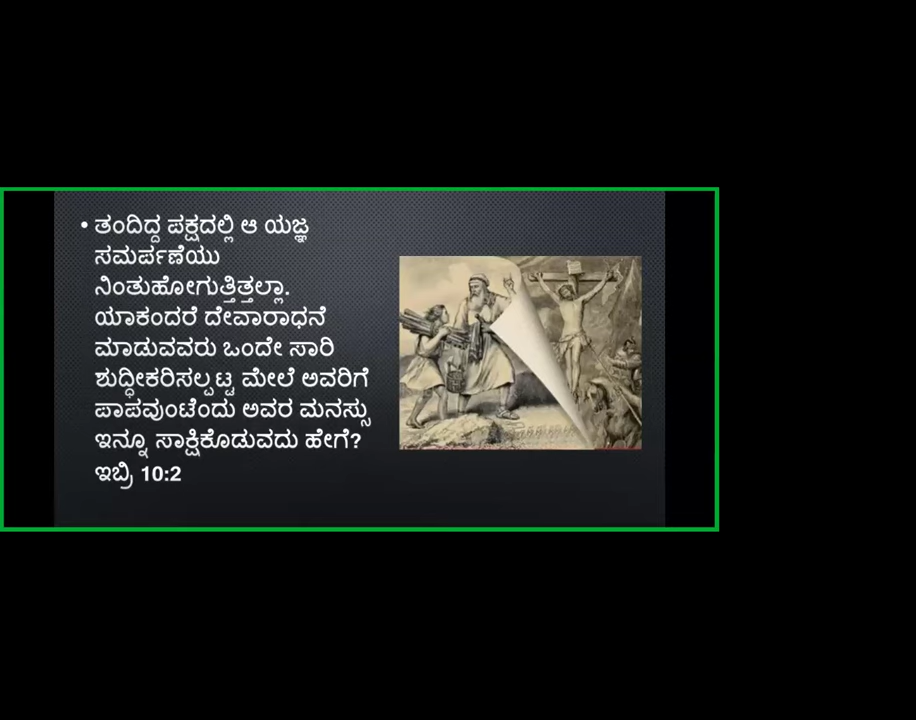 • ತಂದಿದ್ದ ಪಕ್ಷದಲ್ಲಿ ಆ ಯಜ್ಞ
ಸಮರ್ಪಣೆಯು
ನಿಂತುಹೋಗುತ್ತಿತ್ತಲ್ಲಾ.
ಯಾಕಂದರೆ ದೇವಾರಾಧನೆ
ಮಾಡುವವರು ಒಂದೇ ಸಾರಿ
ಶುದ್ಧೀಕರಿಸಲ್ಪಟ್ಟ ಮೇಲೆ ಅವರಿಗೆ
ಪಾಪವುಂಟೆಂದು ಅವರ ಮನಸ್ಸು
ಇನ್ನೂ ಸಾಕ್ಷಿಕೊಡುವದು ಹೇಗೆ?
ಇಬ್ರಿ 10:2